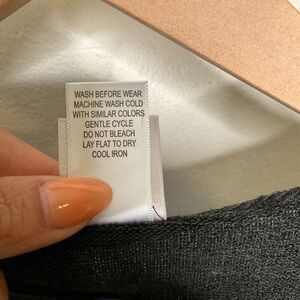 WASH BEFORE WEAR
MACHINE WASH COLD
WITH SIMILAR COLORS
GENTLE CYCLE
DO NOT BLEACH
LAY FLAT TO DRY
COOL IRON